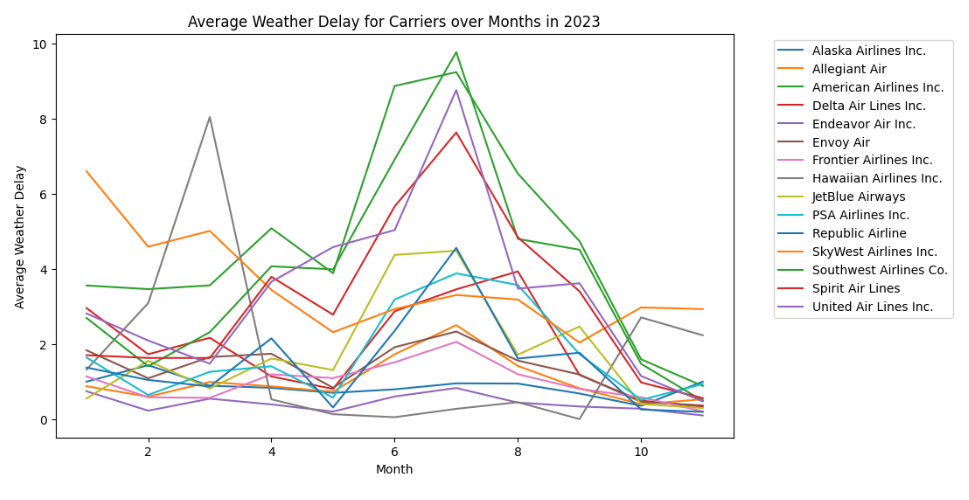 Average Weather Delay for Carriers over Months in 2023
10
8
6
4
2
0
Average Weather Delay
2
4
6
8
10
Month
Alaska Airlines Inc.
Allegiant Air
American Airlines Inc.
Delta Air Lines Inc.
Endeavor Air Inc.
Envoy Air
Frontier Airlines Inc.
Hawaiian Airlines Inc.
JetBlue Airways
PSA Airlines Inc.
Republic Airline
SkyWest Airlines Inc.
Southwest Airlines Co.
Spirit Air Lines
United Air Lines Inc.